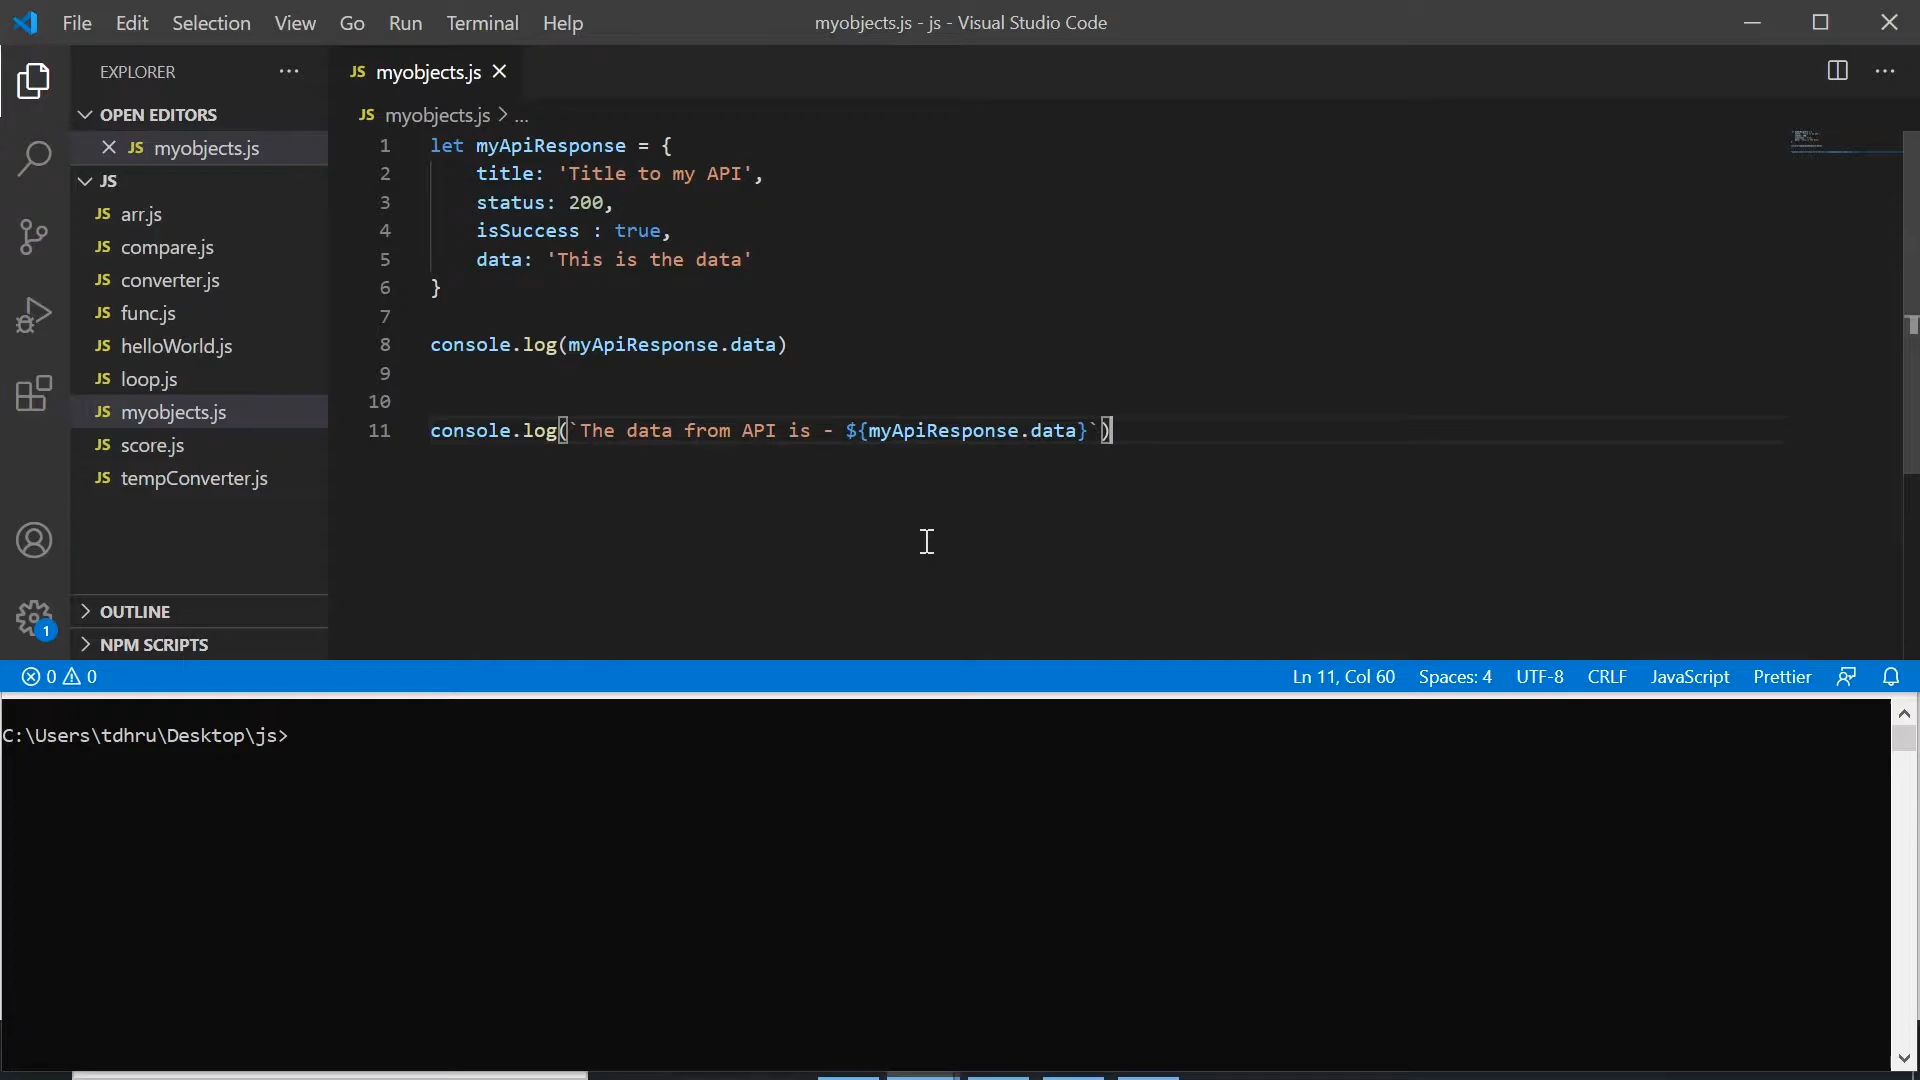 File Edit Selection View Go Run Terminal Help
myobjects.js - js - Visual Studio Code
EXPLORER
OPEN EDITORS
JS myobjects.js
JS
JS arr.js
JS compare.js
JS converter.js
JS func.js
JS helloWorld.js
JS loop.js
JS myobjects.js
JS score.js
JS tempConverter.js
OUTLINE
NPM SCRIPTS
1
JS myobjects.js
JS myobjects.js > ...
1 let myApiResponse = {
2 title: 'Title to my API',
3 status: 200,
4 isSuccess : true,
5 data: 'This is the data'
6 }
7
8 console.log(myApiResponse.data)
9
10
11 console.log(`The data from API is - ${myApiResponse.data}`)
0 0
Ln 11, Col 60 Spaces: 4 UTF-8 CRLF JavaScript Prettier
C:\Users\tdhru\Desktop\js>